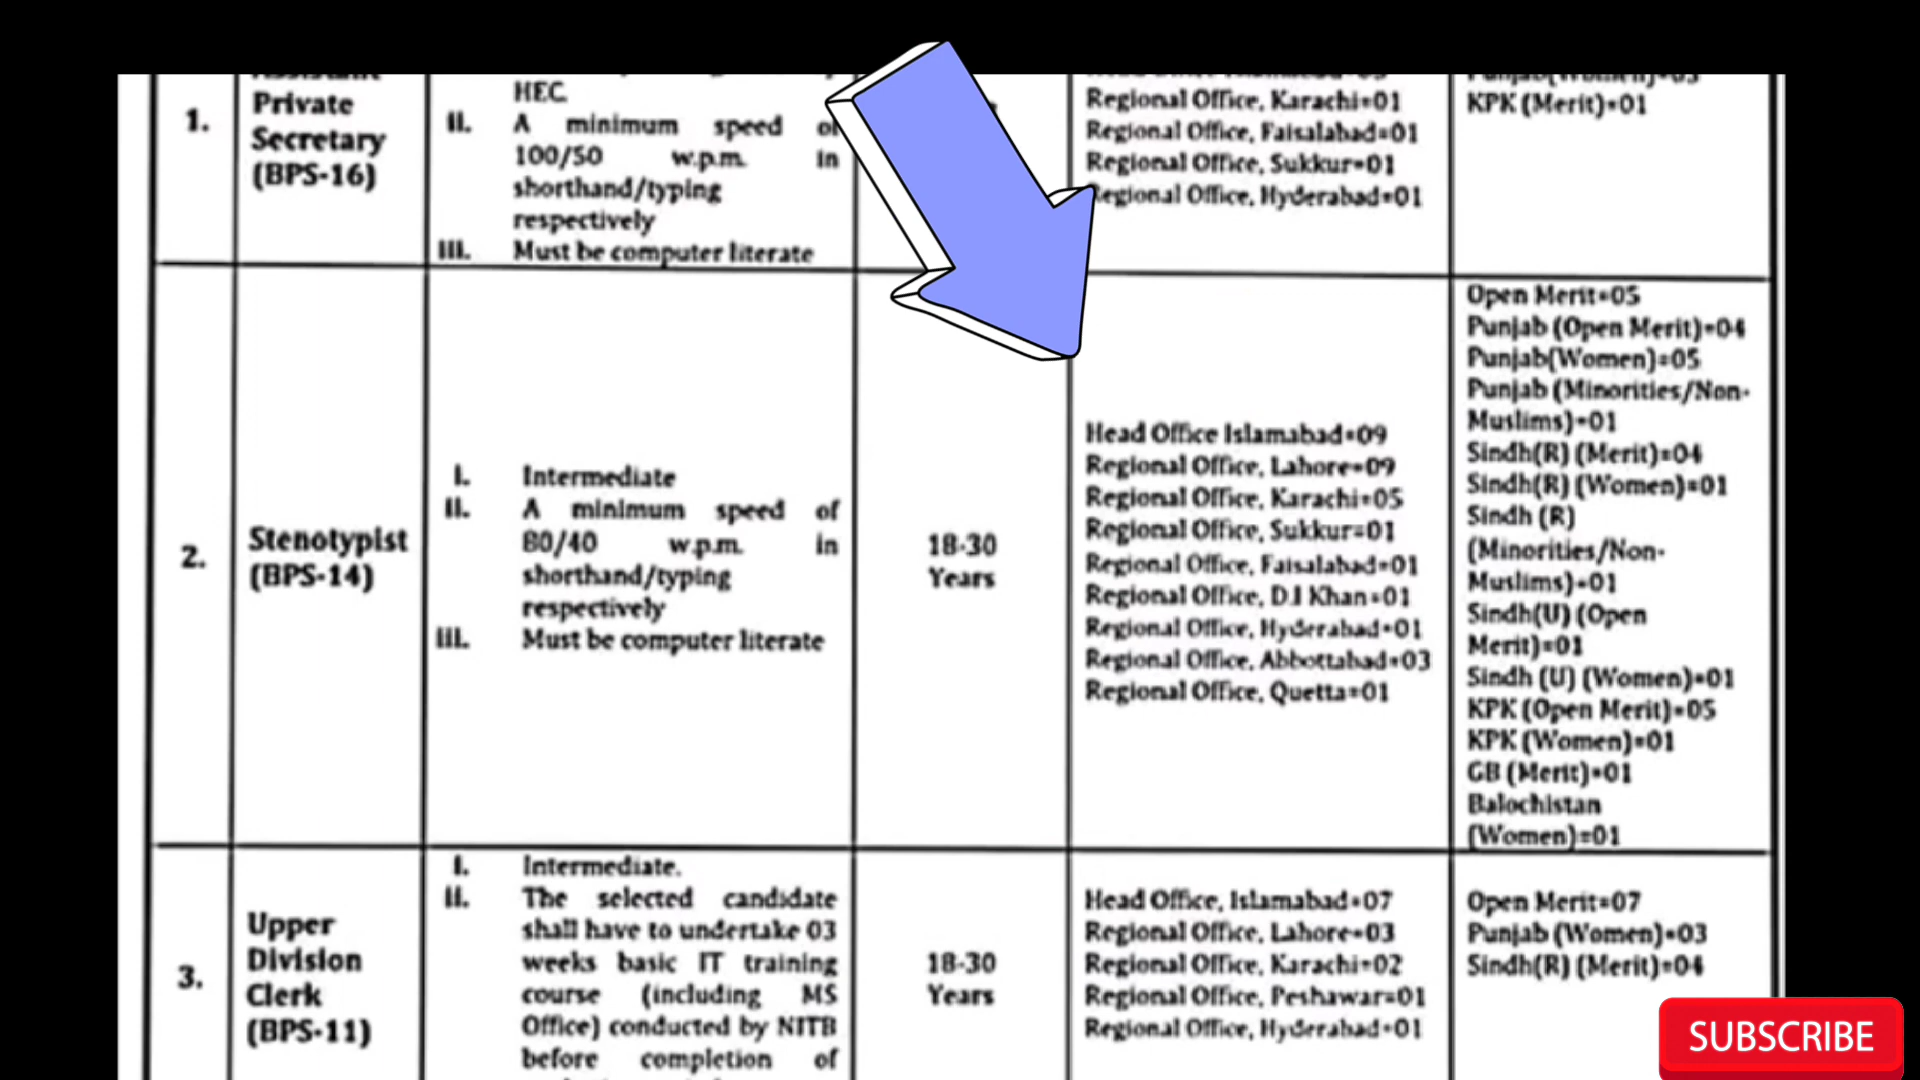 1.
Private
Secretary
(BPS-16)
HEC.
ii. A minimum speed of
100/50 w.p.m. in
shorthand/typing
respectively
iii. Must be computer literate
Regional Office, Karachi=01
Regional Office, Faisalabad=01
Regional Office, Sukkur=01
Regional Office, Hyderabad=01
Punjab(Women)=03
KPK (Merit)=01
2.
Stenotypist
(BPS-14)
i. Intermediate
ii. A minimum speed of
80/40 w.p.m. in
shorthand/typing
respectively
iii. Must be computer literate
18-30
Years
Head Office Islamabad=09
Regional Office, Lahore=09
Regional Office, Karachi=05
Regional Office, Sukkur=01
Regional Office, Faisalabad=01
Regional Office, D.I Khan=01
Regional Office, Hyderabad=01
Regional Office, Abbottabad=03
Regional Office, Quetta=01
Open Merit=05
Punjab (Open Merit)=04
Punjab(Women)=05
Punjab (Minorities/Non-
Muslims)=01
Sindh(R) (Merit)=04
Sindh(R) (Women)=01
Sindh (R)
(Minorities/Non-
Muslims)=01
Sindh(U) (Open
Merit)=01
Sindh (U) (Women)=01
KPK (Open Merit)=05
KPK (Women)=01
GB (Merit)=01
Balochistan
(Women)=01
3.
Upper
Division
Clerk
(BPS-11)
i. Intermediate.
ii. The selected candidate
shall have to undertake 03
weeks basic IT training
course (including MS
Office) conducted by NITB
before completion of
18-30
Years
Head Office, Islamabad=07
Regional Office, Lahore=03
Regional Office, Karachi=02
Regional Office, Peshawar=01
Regional Office, Hyderabad=01
Open Merit=07
Punjab (Women)=03
Sindh(R) (Merit)=04
SUBSCRIBE